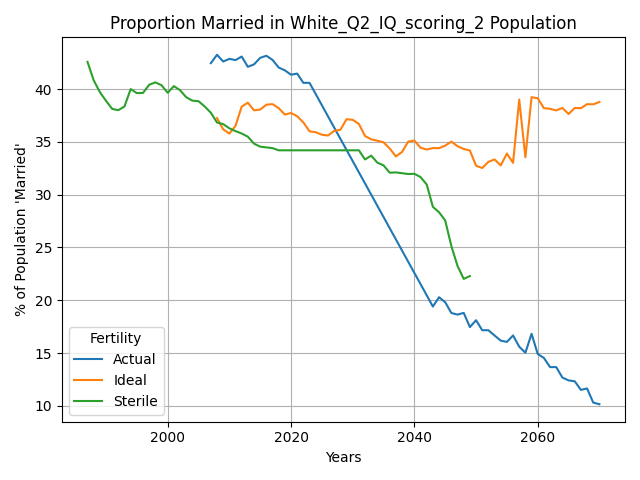 Proportion Married in White_Q2_IQ_scoring_2 Population
% of Population 'Married'
40
35
30
25
20
15
10
Fertility
Actual
Ideal
Sterile
2000 2020 2040 2060
Years